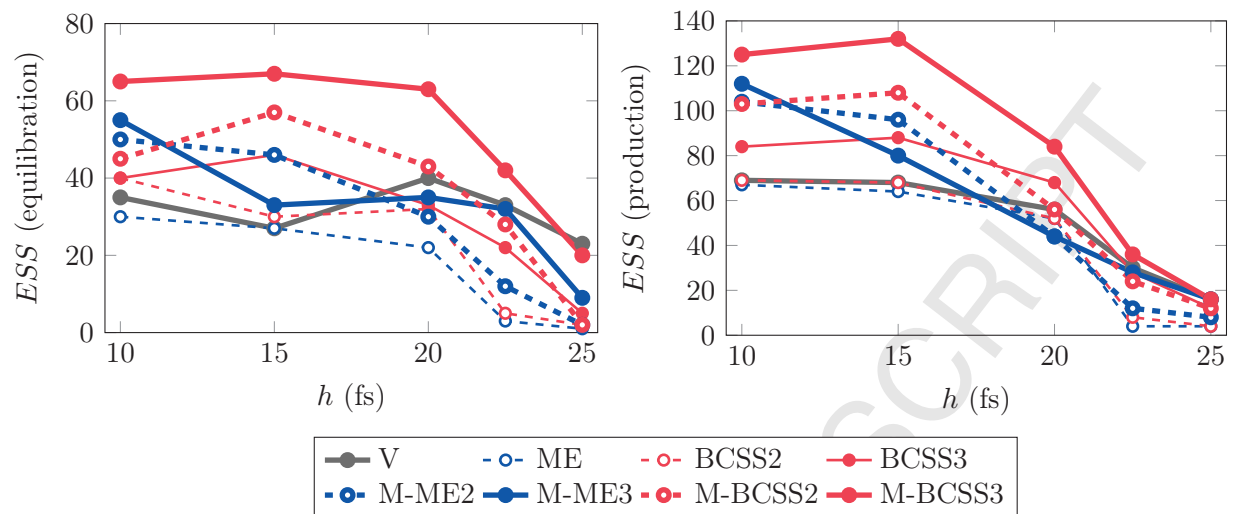 80
60
40
20
0
10 15 20 25
h (fs)
ESS (equilibration)
140
120
100
80
60
40
20
0
10 15 20 25
h (fs)
ESS (production)
SCRIPT
V ME BCSS2 BCSS3
M-ME2 M-ME3 M-BCSS2 M-BCSS3